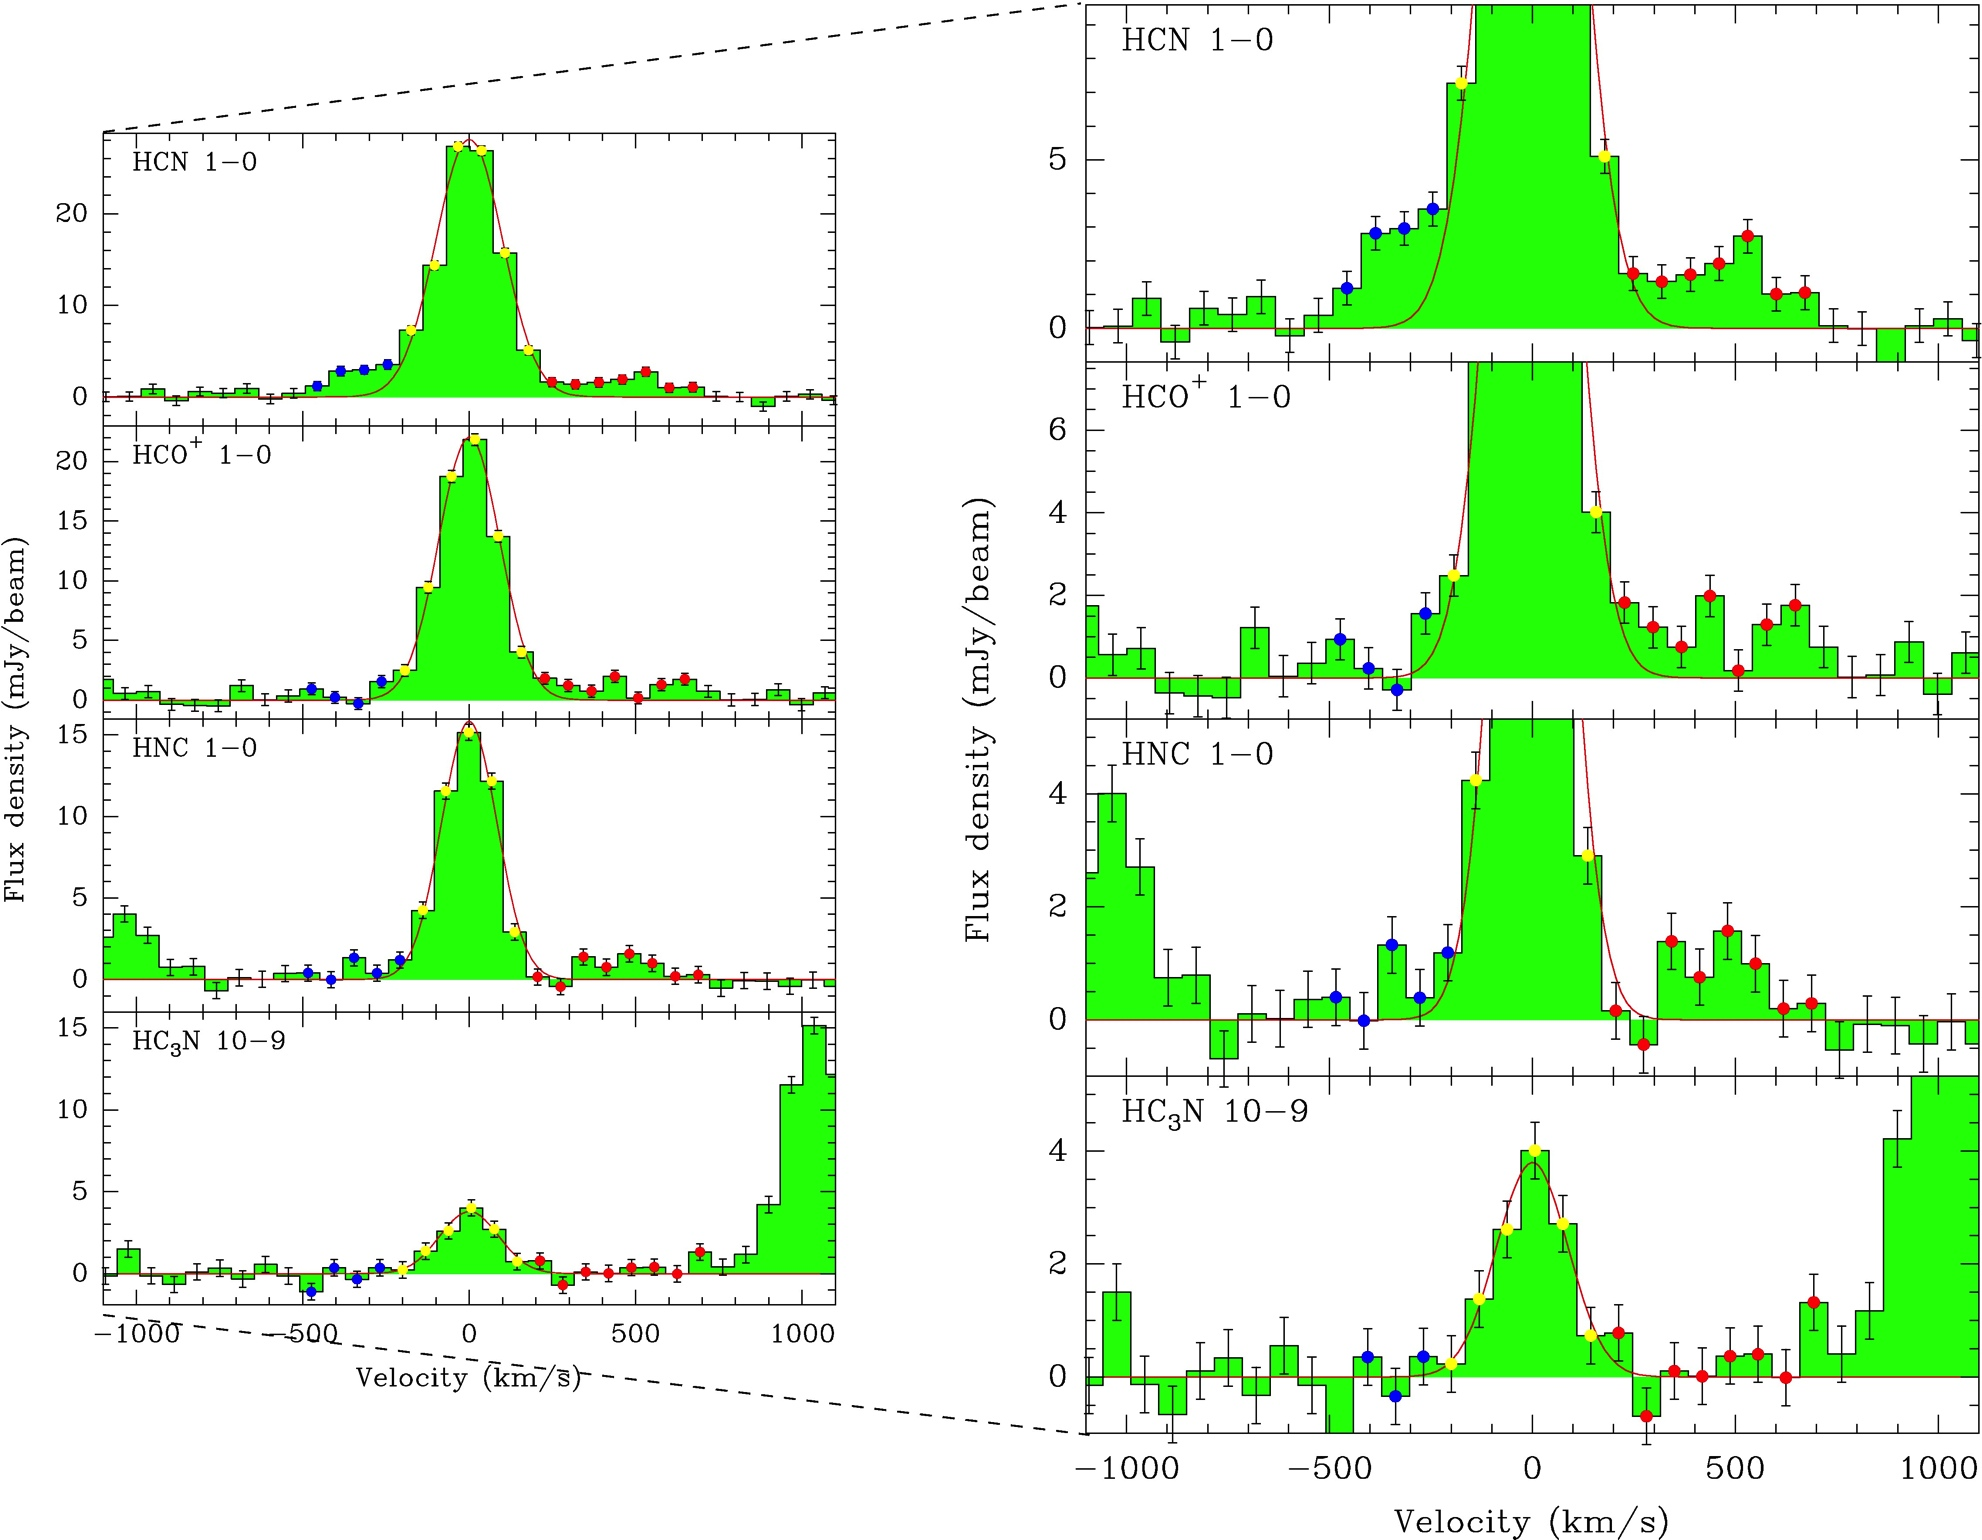 HCN 1−0
20
10
0
HCO+ 1−0
20
15
10
5
0
HNC 1−0
15
10
5
0
HC3N 10−9
15
10
5
0
−1000 −500 0 500 1000
Velocity (km/s)
Flux density (mJy/beam)
HCN 1−0
5
0
HCO+ 1−0
6
4
2
0
HNC 1−0
4
2
0
HC3N 10−9
4
2
0
−1000 −500 0 500 1000
Velocity (km/s)
Flux density (mJy/beam)